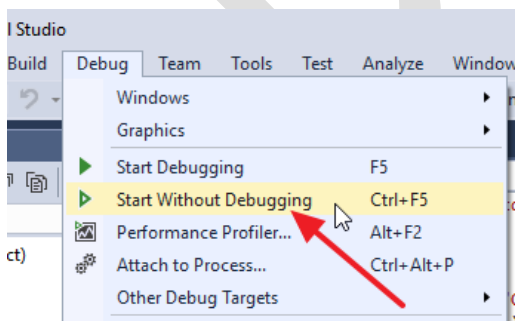 l Studio
Build Debug Team Tools Test Analyze Window
Windows
Graphics
Start Debugging F5
Start Without Debugging Ctrl+F5
Performance Profiler... Alt+F2
ct) Attach to Process... Ctrl+Alt+P
Other Debug Targets